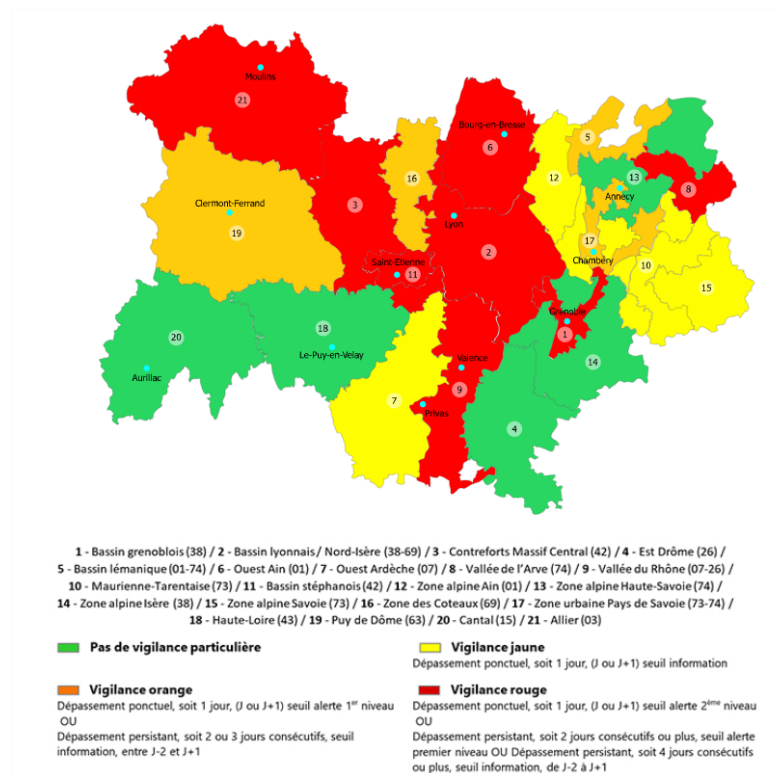 Moulins
21
Bourg-en-Bresse
6
5
16
12
13
8
Clermont-Ferrand
Annecy
3
19
Lyon
17
2
Chambéry
10
Saint-Etienne
11
15
Grenoble
18
1
20
Le-Puy-en-Velay
Valence
14
Aurillac
9
7
Privas
4
1 - Bassin grenoblois (38) / 2 - Bassin lyonnais/ Nord-Isère (38-69) / 3 - Contreforts Massif Central (42) / 4 - Est Drôme (26) /
5 - Bassin lémanique (01-74) / 6 - Ouest Ain (01) / 7 - Ouest Ardèche (07) / 8 - Vallée de l'Arve (74) / 9 - Vallée du Rhône (07-26) /
10 - Maurienne-Tarentaise (73) / 11 - Bassin stéphanois (42) / 12 - Zone alpine Ain (01) / 13 - Zone alpine Haute-Savoie (74) /
14 - Zone alpine Isère (38) / 15 - Zone alpine Savoie (73) / 16 - Zone des Coteaux (69) / 17 - Zone urbaine Pays de Savoie (73-74) /
18 - Haute-Loire (43) / 19 - Puy de Dôme (63) / 20 - Cantal (15) / 21 - Allier (03)
Pas de vigilance particulière
Vigilance jaune
Dépassement ponctuel, soit 1 jour, (J ou J+1) seuil information
Vigilance orange
Dépassement ponctuel, soit 1 jour, (J ou J+1) seuil alerte 1er niveau
OU
Dépassement persistant, soit 2 ou 3 jours consécutifs, seuil
information, entre J-2 et J+1
Vigilance rouge
Dépassement ponctuel, soit 1 jour, (J ou J+1) seuil alerte 2ème niveau
OU
Dépassement persistant, soit 2 jours consécutifs ou plus, seuil alerte
premier niveau OU Dépassement persistant, soit 4 jours consécutifs
ou plus, seuil information, de J-2 à J+1